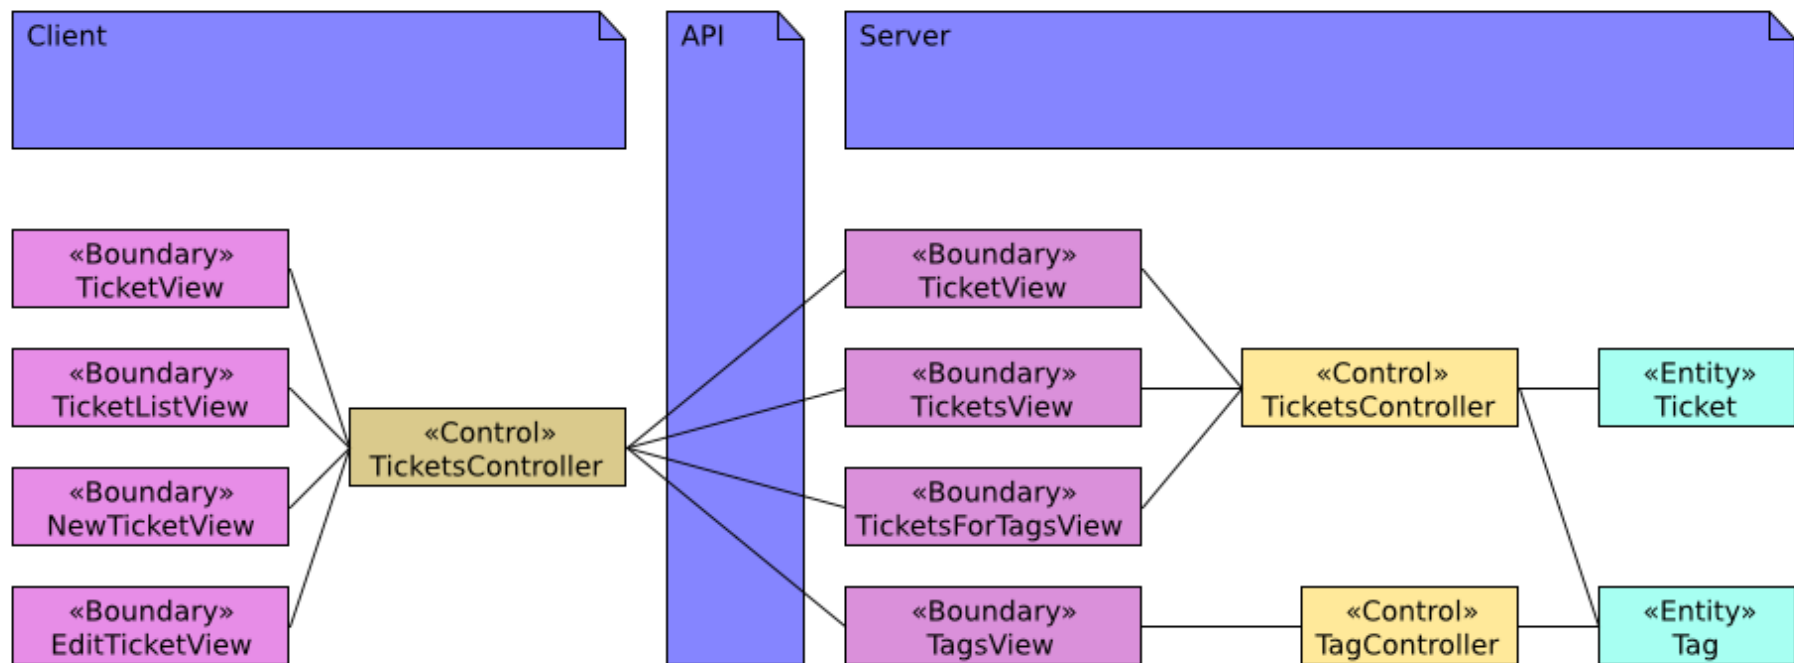 Client
API
Server
«Boundary»
TicketView
«Boundary»
TicketListView
«Boundary»
NewTicketView
«Boundary»
EditTicketView
«Control»
TicketsController
«Boundary»
TicketView
«Boundary»
TicketsView
«Boundary»
TicketsForTagsView
«Boundary»
TagsView
«Control»
TicketsController
«Control»
TagController
«Entity»
Ticket
«Entity»
Tag